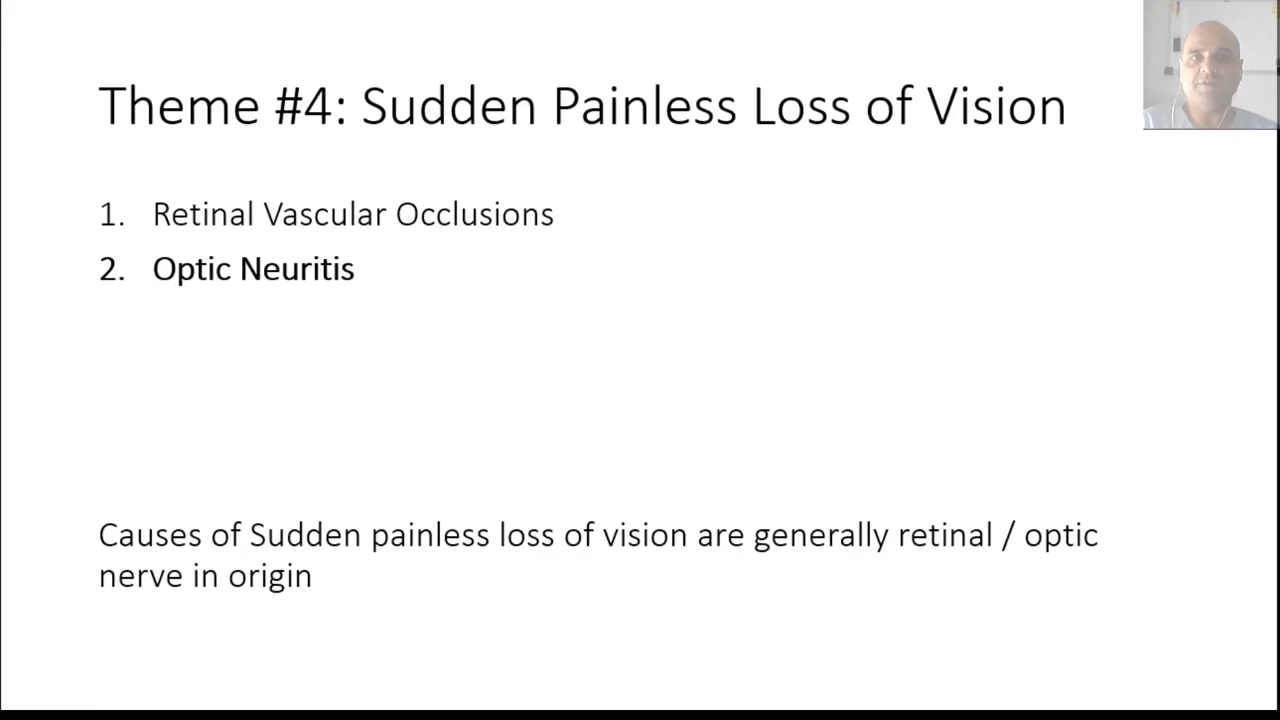 Theme #4: Sudden Painless Loss of Vision
1. Retinal Vascular Occlusions
2. Optic Neuritis
Causes of Sudden painless loss of vision are generally retinal / optic
nerve in origin